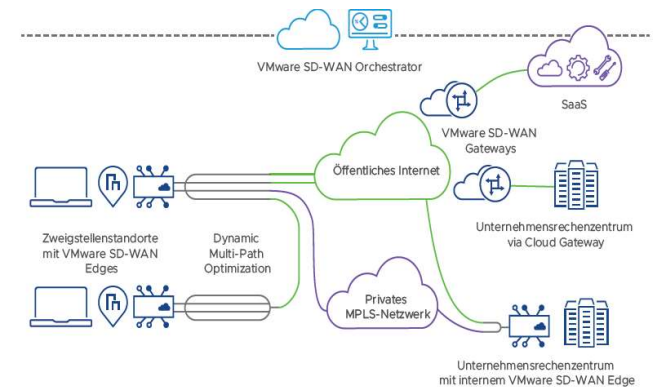 VMware SD-WAN Orchestrator
SaaS
VMware SD-WAN
Gateways
Öffentliches Internet
Zweigstellenstandorte
mit VMware SD-WAN
Edges
Dynamic
Multi-Path
Optimization
Unternehmensrechenzentrum
via Cloud Gateway
Privates
MPLS-Netzwerk
Unternehmensrechenzentrum
mit internem VMware SD-WAN Edge